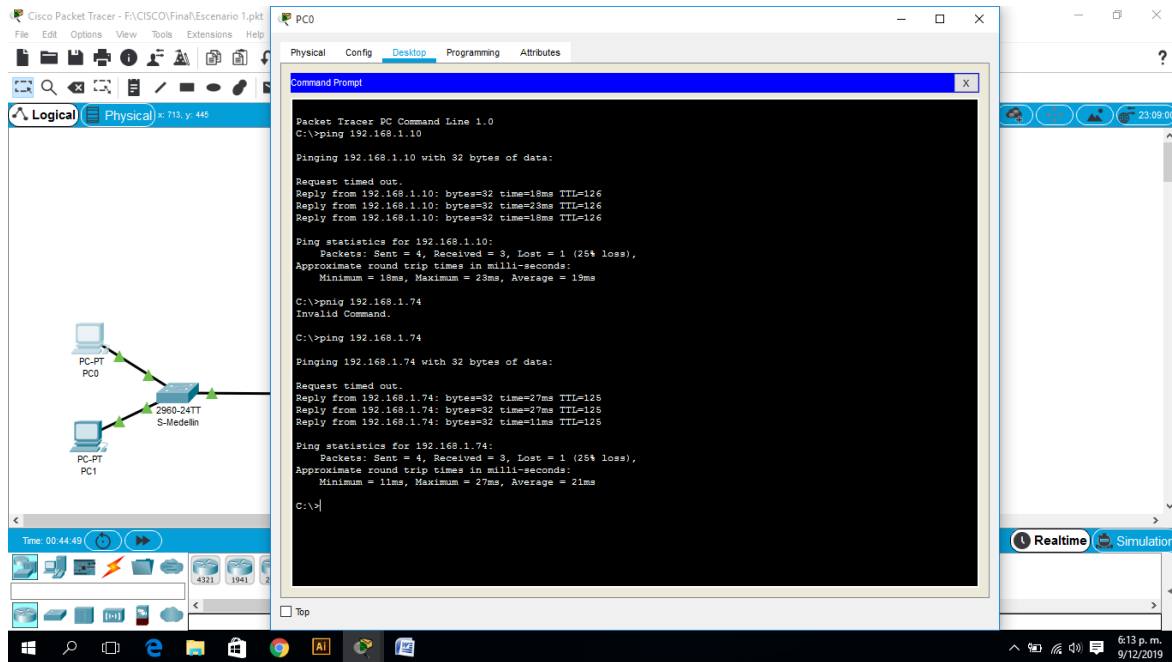 Cisco Packet Tracer - F:\CISCO\Final\Escenario 1.pkt
File Edit Options View Tools Extensions Help
?
Logical
Physical
x: 713, y: 445
23:09:00
PC0
Physical Config Desktop Programming Attributes
Command Prompt
X
Packet Tracer PC Command Line 1.0
C:\>ping 192.168.1.10
Pinging 192.168.1.10 with 32 bytes of data:
Request timed out.
Reply from 192.168.1.10: bytes=32 time=18ms TTL=126
Reply from 192.168.1.10: bytes=32 time=23ms TTL=126
Reply from 192.168.1.10: bytes=32 time=18ms TTL=126
Ping statistics for 192.168.1.10:
Packets: Sent = 4, Received = 3, Lost = 1 (25% loss),
Approximate round trip times in milli-seconds:
Minimum = 18ms, Maximum = 23ms, Average = 19ms
C:\>pnig 192.168.1.74
Invalid Command.
C:\>ping 192.168.1.74
Pinging 192.168.1.74 with 32 bytes of data:
Request timed out.
Reply from 192.168.1.74: bytes=32 time=27ms TTL=125
Reply from 192.168.1.74: bytes=32 time=27ms TTL=125
Reply from 192.168.1.74: bytes=32 time=11ms TTL=125
Ping statistics for 192.168.1.74:
Packets: Sent = 4, Received = 3, Lost = 1 (25% loss),
Approximate round trip times in milli-seconds:
Minimum = 11ms, Maximum = 27ms, Average = 21ms
C:\>
Top
PC-PT
PC0
2960-24TT
S-Medellin
PC-PT
PC1
Time: 00:44:49
Realtime
Simulation
4321
1941
2
Ai
6:13 p. m.
9/12/2019